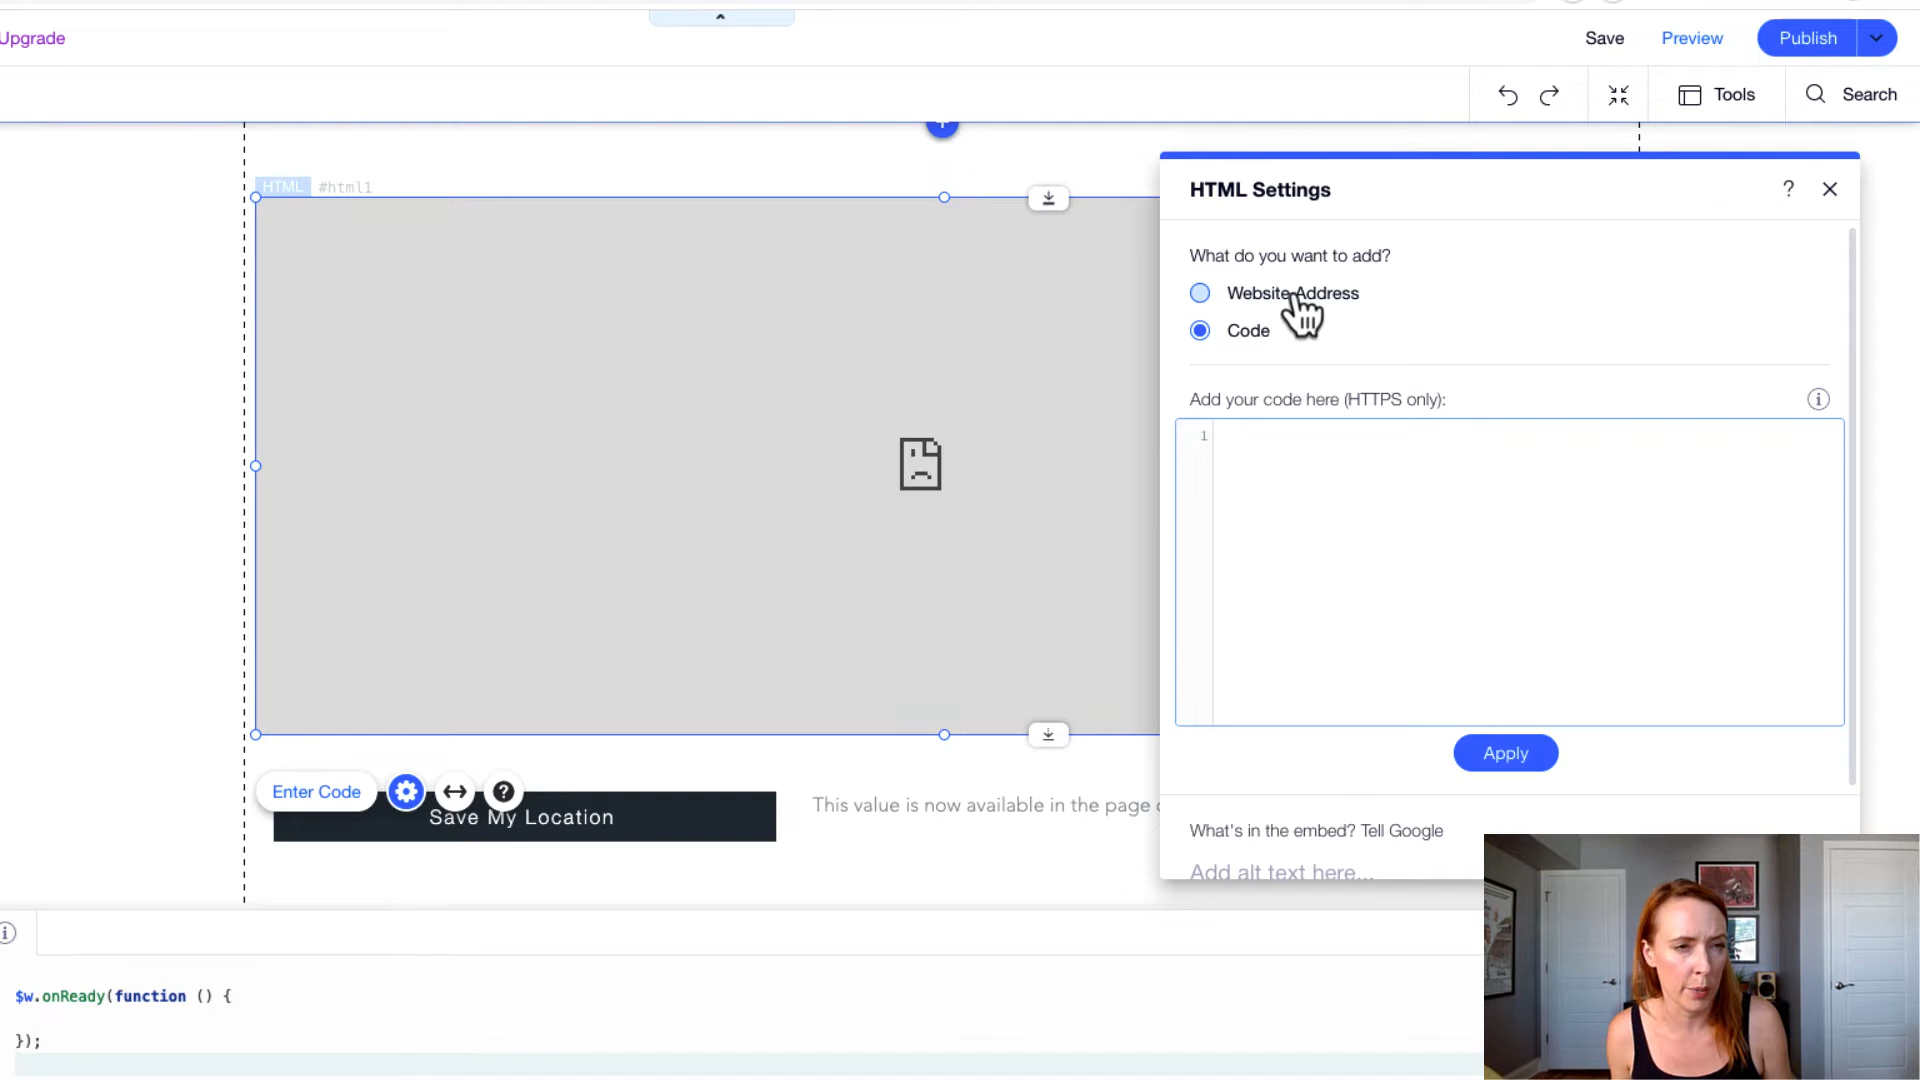 Upgrade
Save
Preview
Publish
Tools
Search
HTML
#html1
HTML Settings
?
What do you want to add?
Website Address
Code
Add your code here (HTTPS only):
1
Apply
Enter Code
?
Save My Location
This value is now available in the page
What's in the embed? Tell Google
Add alt text here...
$w.onReady(function () {
});